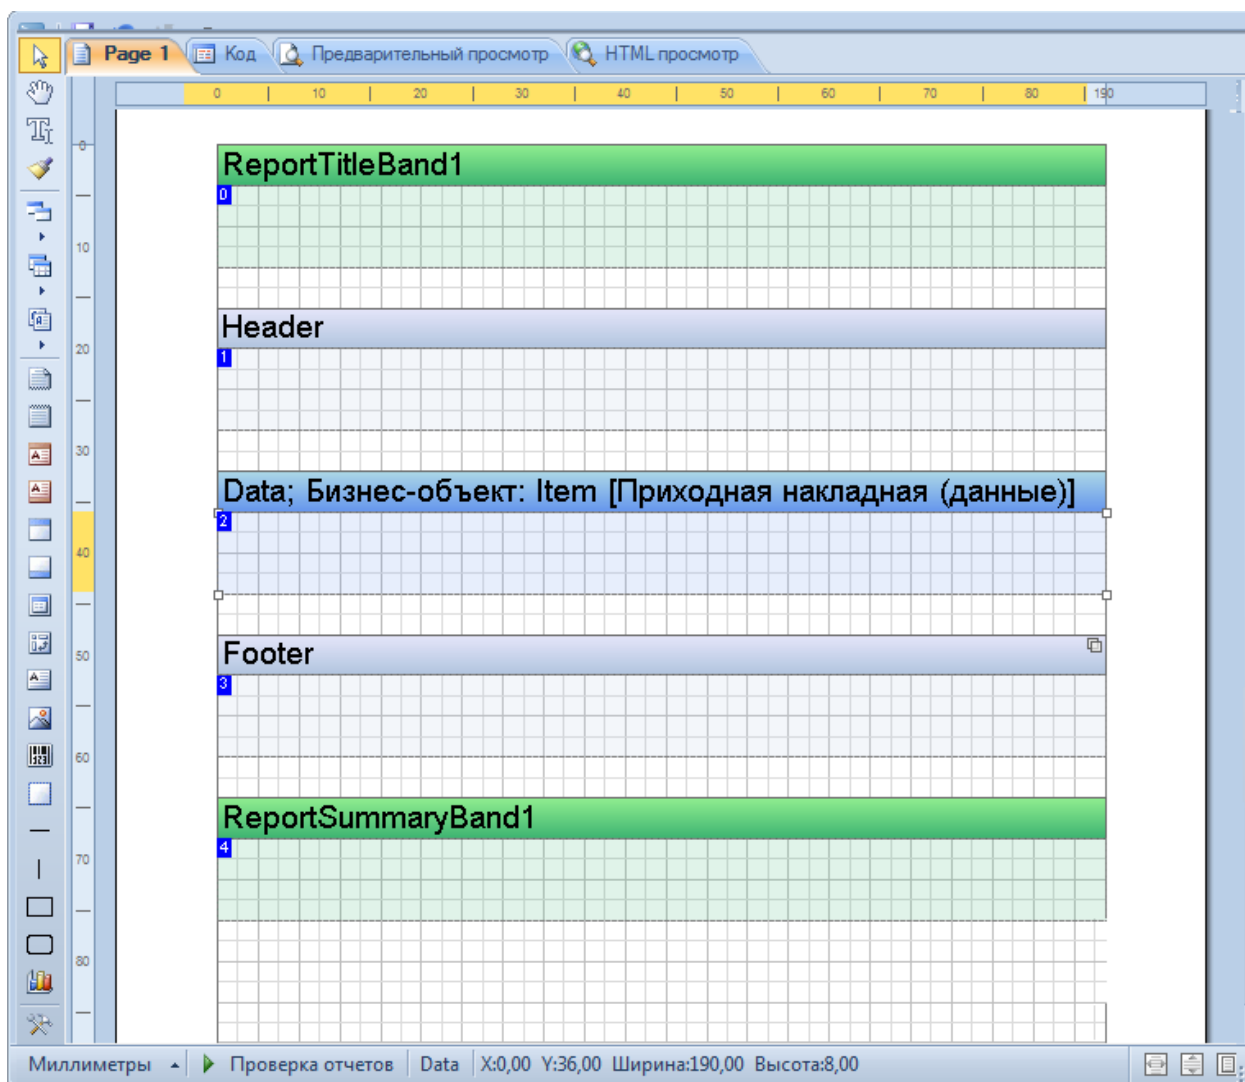 Page 1 Код Предварительный просмотр HTML просмотр
0 10 20 30 40 50 60 70 80 190
0
ReportTitleBand1
0
10
Header
20
1
30
Data; Бизнес-объект: Item [Приходная накладная (данные)]
2
40
Footer
50
3
60
ReportSummaryBand1
4
70
80
Миллиметры Проверка отчетов Data X:0,00 Y:36,00 Ширина:190,00 Высота:8,00